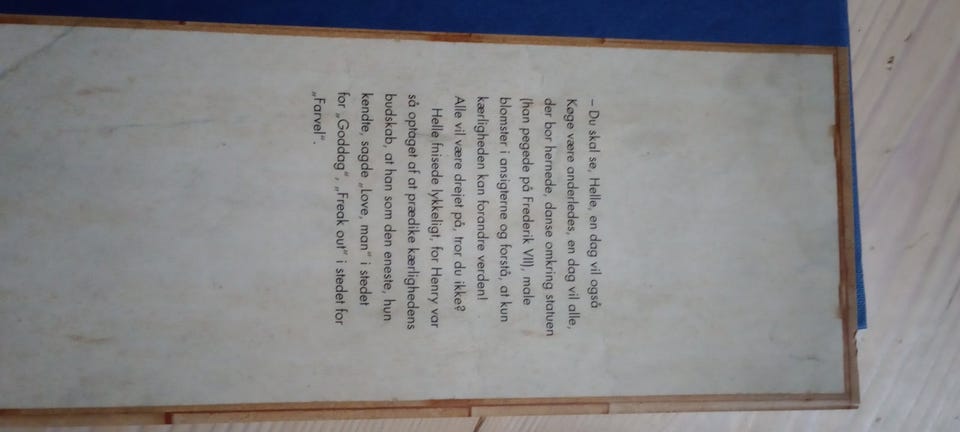 – Du skal se, Helle, en dag vil også
Køge være anderledes, en dag vil alle,
der bor hernede, danse omkring statuen
(han pegede på Frederik VII), male
blomster i ansigterne og forstå, at kun
kærligheden kan forandre verden!
Alle vil være drejet på, tror du ikke?
Helle fnisede lykkeligt, for Henry var
så optaget af at prædike kærlighedens
budskab, at han som den eneste, hun
kendte, sagde „Love, man“ i stedet
for „Goddag“, „Freak out“ i stedet for
„Farvel“.